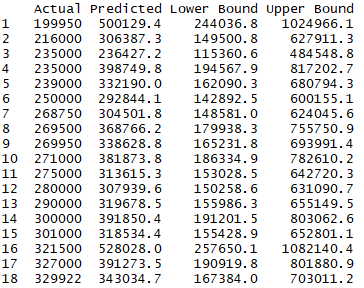 Actual Predicted Lower Bound Upper Bound
1 199950 500129.4 244036.8 1024966.1
2 216000 306387.3 149500.8 627911.3
3 235000 236427.2 115360.6 484548.8
4 235000 398749.8 194567.9 817202.7
5 239000 332190.0 162090.3 680794.3
6 250000 292844.1 142892.5 600155.1
7 268750 304501.8 148581.0 624045.6
8 269500 368766.2 179938.3 755750.9
9 269950 338628.8 165231.8 693991.4
10 271000 381873.8 186334.9 782610.2
11 275000 313615.3 153028.5 642720.3
12 280000 307939.6 150258.6 631090.7
13 290000 319678.5 155986.3 655149.5
14 300000 391850.4 191201.5 803062.6
15 301000 318534.4 155428.9 652801.1
16 321500 528028.0 257650.1 1082140.4
17 327000 391273.5 190919.8 801880.9
18 329922 343034.7 167384.0 703011.2